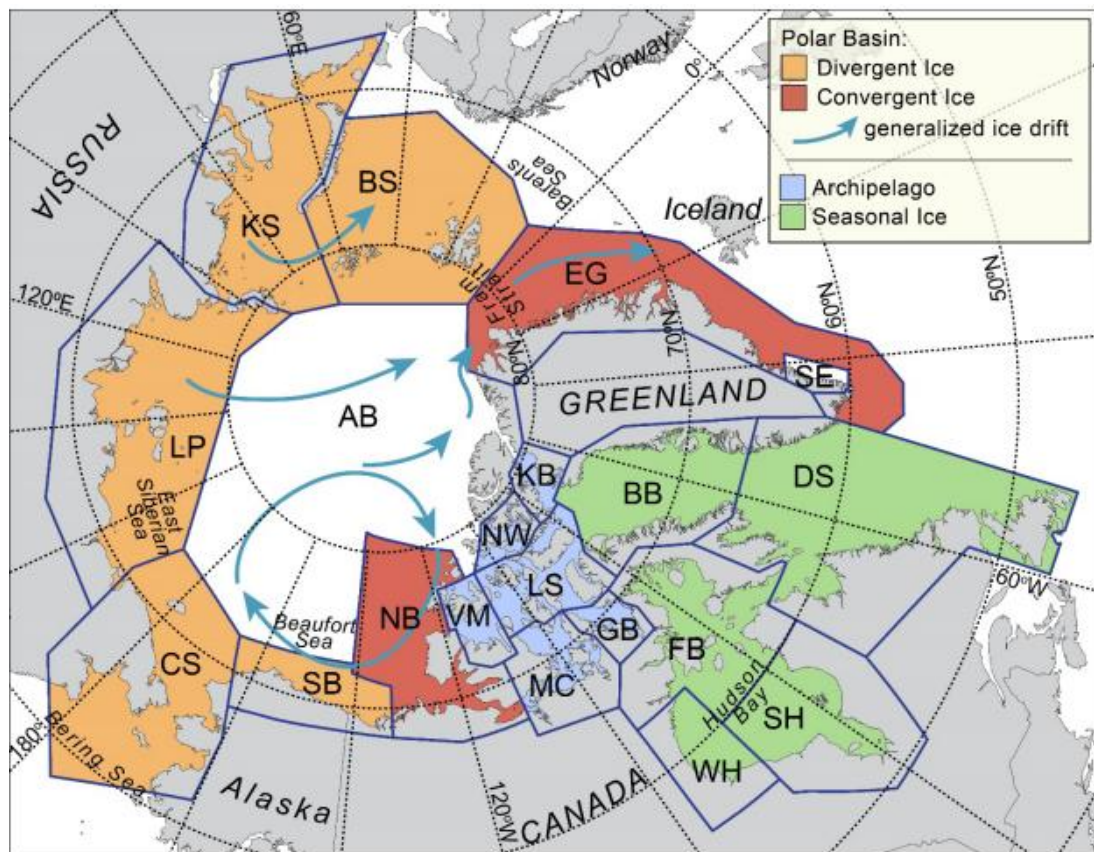 Polar Basin:
Divergent Ice
Convergent Ice
generalized ice drift
Archipelago
Seasonal Ice
60°E
Norway
0°
RUSSIA
BS
Barents
Sea
Iceland
KS
50°N
120°E
EG
Fram
Strait
60°N
70°N
80°N
SE
GREENLAND
AB
LP
East
Siberian
Sea
KB
BB
DS
NW
60°W
LS
Beaufort
Sea
NB
VM
GB
FB
CS
SB
MC
Hudson
Bay
SH
WH
180°
Bering Sea
Alaska
120°W
CANADA